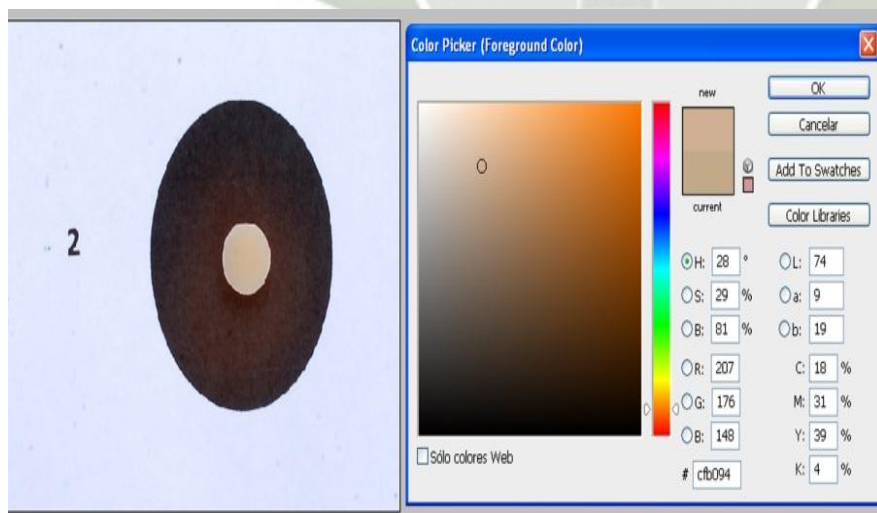 2
Color Picker (Foreground Color)
new
current
OK
Cancelar
Add To Swatches
Color Libraries
H: 28 °
S: 29 %
B: 81 %
R: 207
G: 176
B: 148
# cfb094
L: 74
a: 9
b: 19
C: 18 %
M: 31 %
Y: 39 %
K: 4 %
Sólo colores Web